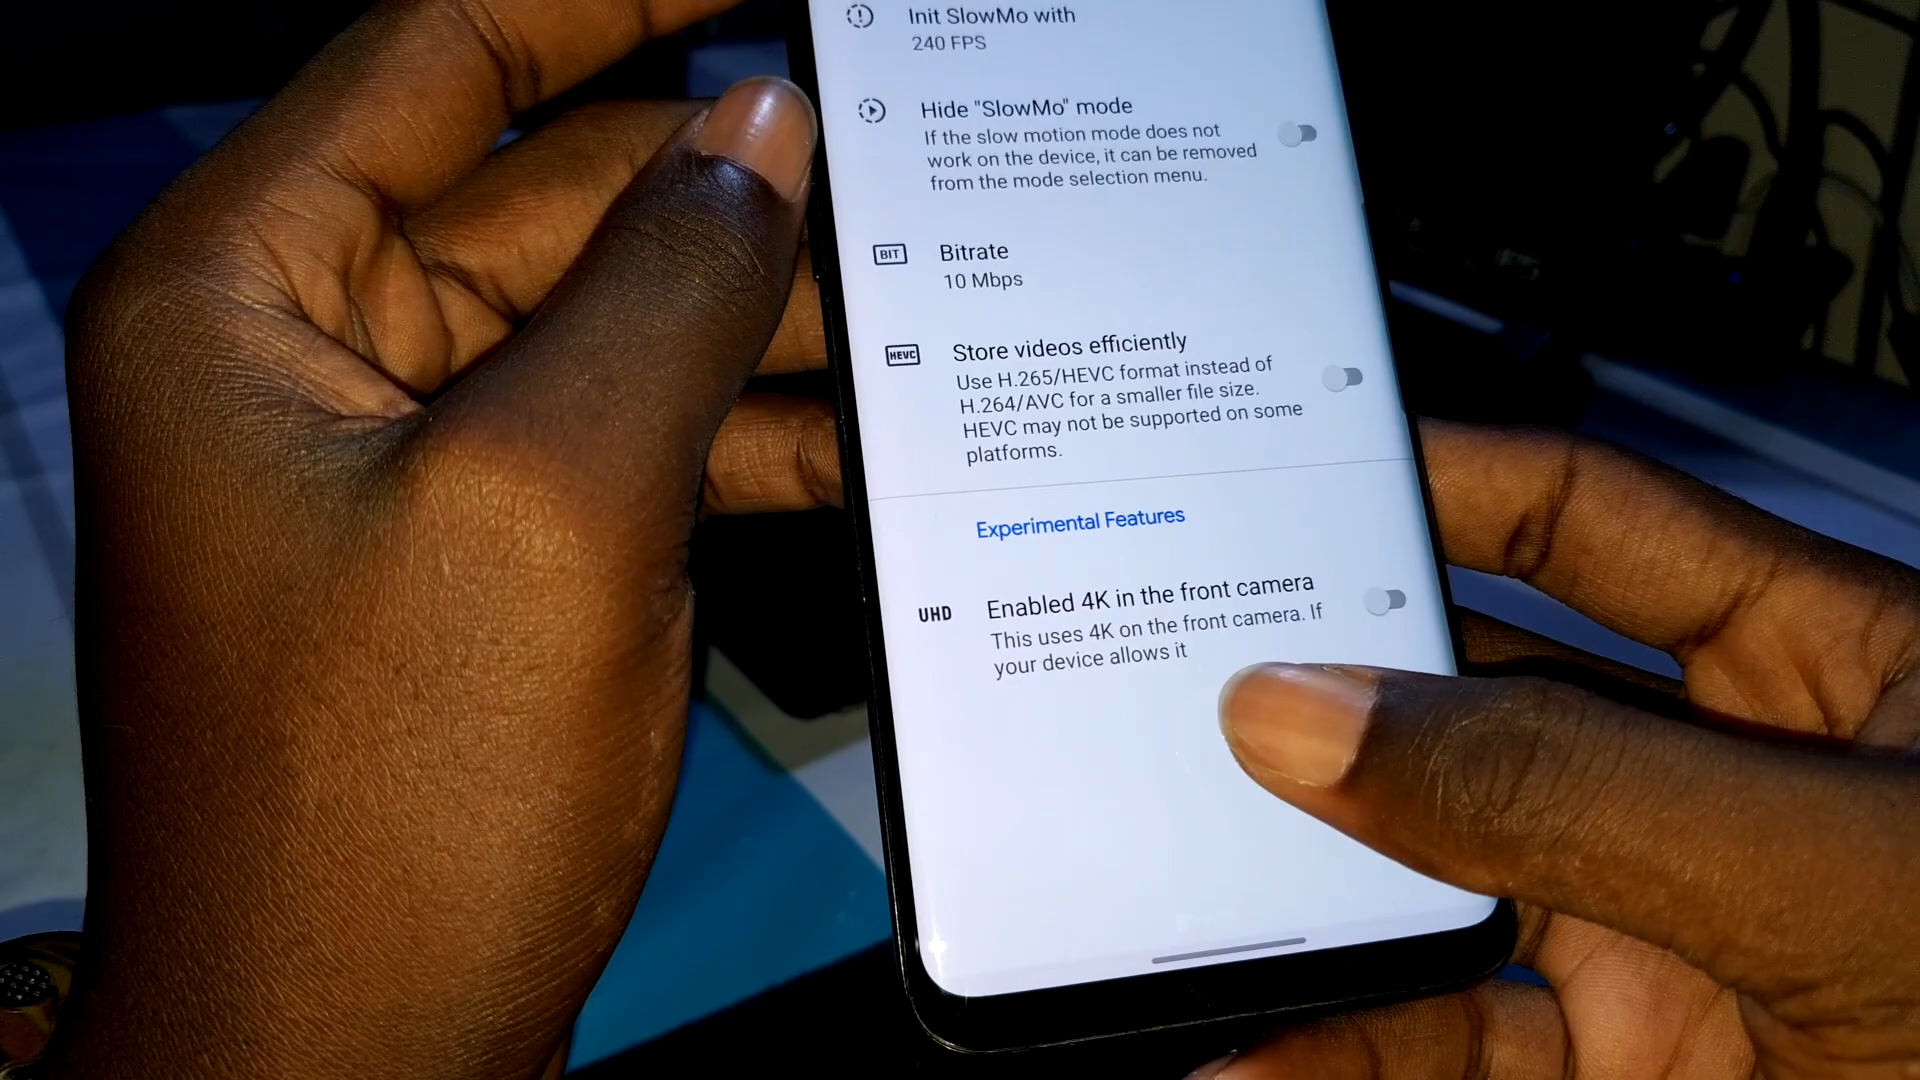 Init SlowMo with
240 FPS
Hide "SlowMo" mode
If the slow motion mode does not
work on the device, it can be removed
from the mode selection menu.
BIT
Bitrate
10 Mbps
HEVC
Store videos efficiently
Use H.265/HEVC format instead of
H.264/AVC for a smaller file size.
HEVC may not be supported on some
platforms.
Experimental Features
UHD
Enabled 4K in the front camera
This uses 4K on the front camera. If
your device allows it